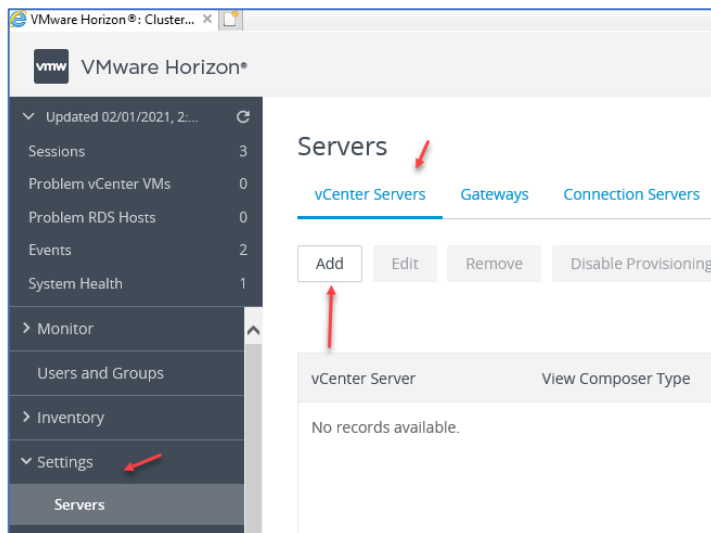 VMware Horizon®: Cluster...
vmw VMware Horizon®
Updated 02/01/2021, 2:...
Sessions 3
Problem vCenter VMs 0
Problem RDS Hosts 0
Events 2
System Health 1
Monitor
Users and Groups
Inventory
Settings
Servers
Servers
vCenter Servers Gateways Connection Servers
Add Edit Remove Disable Provisioning
vCenter Server View Composer Type
No records available.